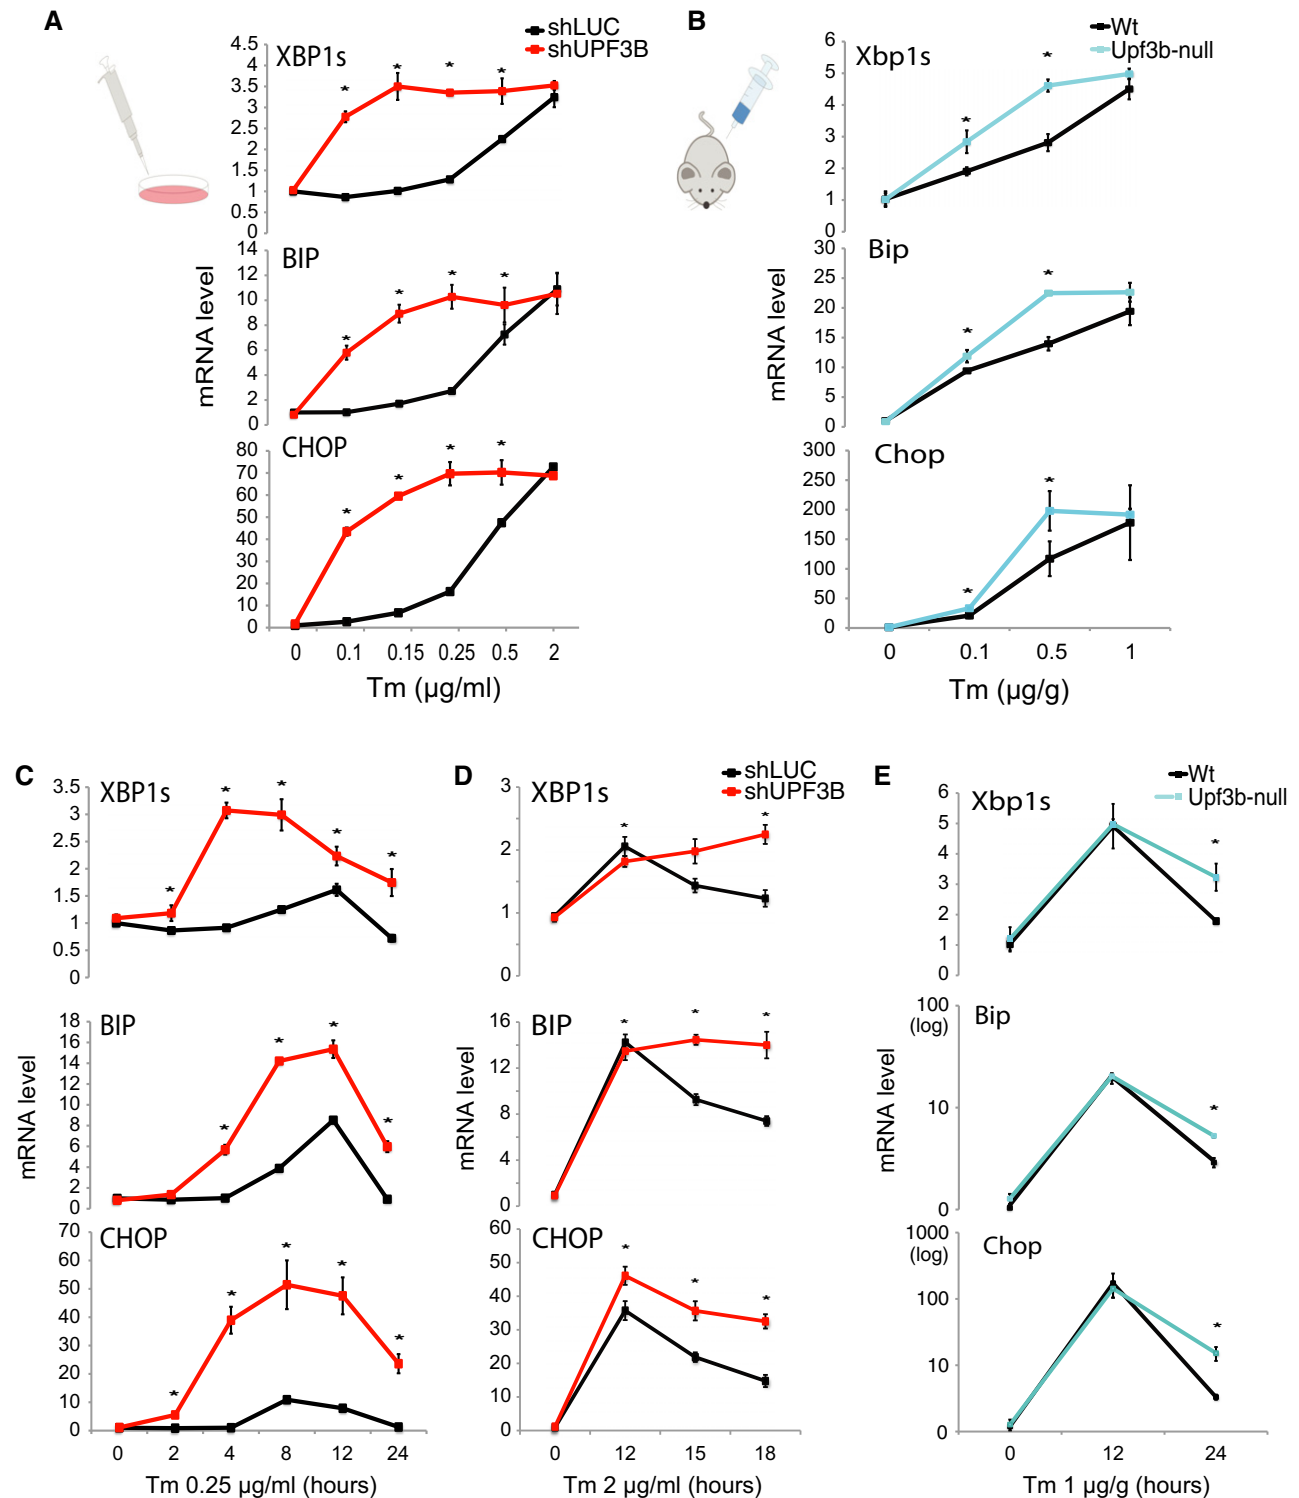 A
shLUC
shUPF3B
XBP1s
4.5
4
3.5
3
2.5
2
1.5
1
0.5
0
* * * *
BIP
14
12
10
8
6
4
2
0
* * * *
mRNA level
CHOP
80
70
60
50
40
30
20
10
0
* * * *
0 0.1 0.15 0.25 0.5 2
Tm (µg/ml)
B
Wt
Upf3b-null
Xbp1s
6
5
4
3
2
1
0
* *
Bip
30
25
20
15
10
5
0
* *
mRNA level
Chop
300
250
200
150
100
50
0
* *
0 0.1 0.5 1
Tm (µg/g)
C
XBP1s
3.5
3
2.5
2
1.5
1
0.5
0
* * * * *
BIP
18
16
14
12
10
8
6
4
2
0
* * * *
mRNA level
CHOP
70
60
50
40
30
20
10
0
* * * * *
0 2 4 8 12 24
Tm 0.25 µg/ml (hours)
D
shLUC
shUPF3B
XBP1s
3
2
1
0
* *
BIP
16
12
8
4
0
* * *
mRNA level
CHOP
60
50
40
30
20
10
0
* * *
0 12 15 18
Tm 2 µg/ml (hours)
E
Wt
Upf3b-null
Xbp1s
6
5
4
3
2
1
0
*
Bip
100
(log)
10
0
*
mRNA level
Chop
1000
(log)
100
10
0
*
0 12 24
Tm 1 µg/g (hours)